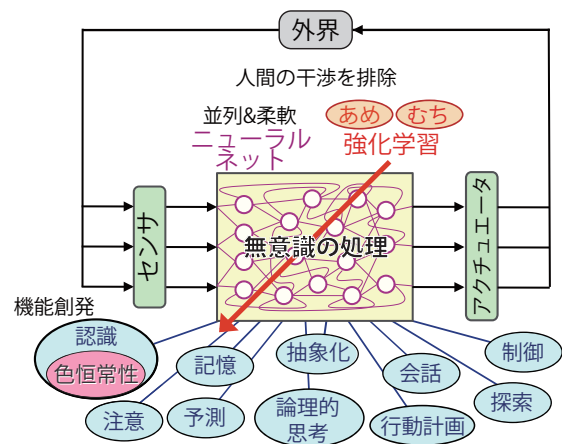 外界
人間の干渉を排除
並列&柔軟
ニューラル
ネット
あめ
むち
強化学習
センサ
無意識の処理
アクチュエータ
機能創発
認識
色恒常性
注意
記憶
予測
抽象化
論理的
思考
会話
行動計画
制御
探索